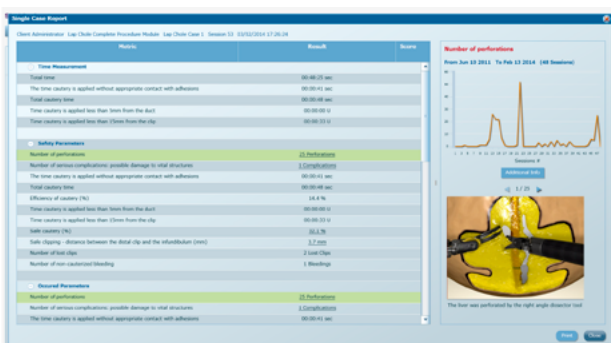 Single Case Report
Client Administrator Lap Chole Complete Procedure Module Lap Chole Case 1 Session 53 03/02/2014 17:26:24
Metric Result Score
Time Measurement
Total time 00:48:25 sec
The time cautery is applied without appropriate contact with adhesions 00:00:41 sec
Total cautery time 00:00:48 sec
Time cautery is applied less than 5mm from the duct 00:00:00 U
Time cautery is applied less than 25mm from the clip 00:00:33 U
Safety Parameters
Number of perforations 25 Perforations
Number of serious complications: possible damage to vital structures 1 Complications
The time cautery is applied without appropriate contact with adhesions 00:00:41 sec
Total cautery time 00:00:48 sec
Efficiency of cautery (%) 14.4 %
Time cautery is applied less than 5mm from the duct 00:00:00 U
Time cautery is applied less than 25mm from the clip 00:00:33 U
Safe cautery (%) 32.1 %
Safe clipping - distance between the distal clip and the infundibulum (mm) 1.7 mm
Number of lost clips 2 Lost Clips
Number of non-cauterized bleeding 1 Bleedings
Occured Parameters
Number of perforations 25 Perforations
Number of serious complications: possible damage to vital structures 1 Complications
The time cautery is applied without appropriate contact with adhesions 00:00:41 sec
Number of perforations
From Jun 10 2011 To Feb 13 2014 (48 Sessions)
Sessions #
Additional Info
1 / 25
The liver was perforated by the right angle dissector tool
Print Close